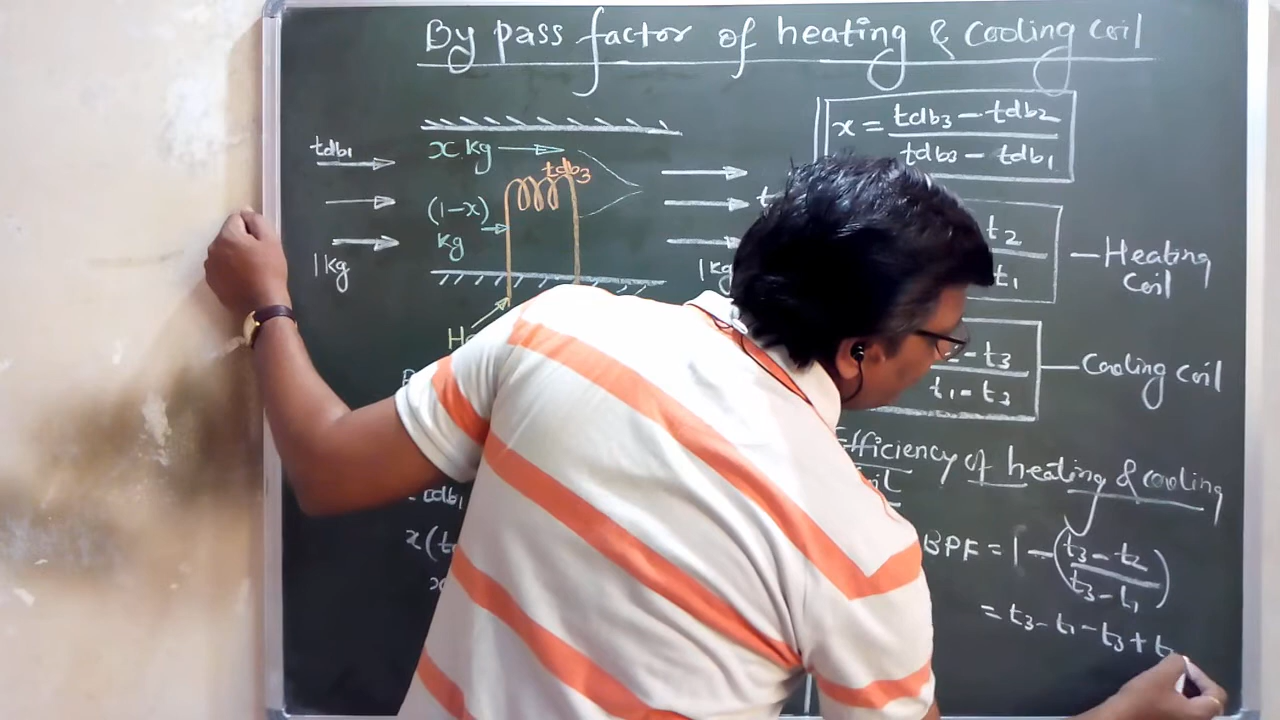 By pass factor of heating & cooling coil
tdb1
x kg
tdb3
(1-x)
kg
1 kg
1 kg
x = tdb3 - tdb2
tdb3 - tdb1
t2
t1
Heating
coil
- t3
t1 - t3
Cooling coil
Efficiency of heating & cooling
BPF = 1 - (t3 - t2
t3 - t1)
= t3 - t1 - t3 + t
tdb1
x(t
x